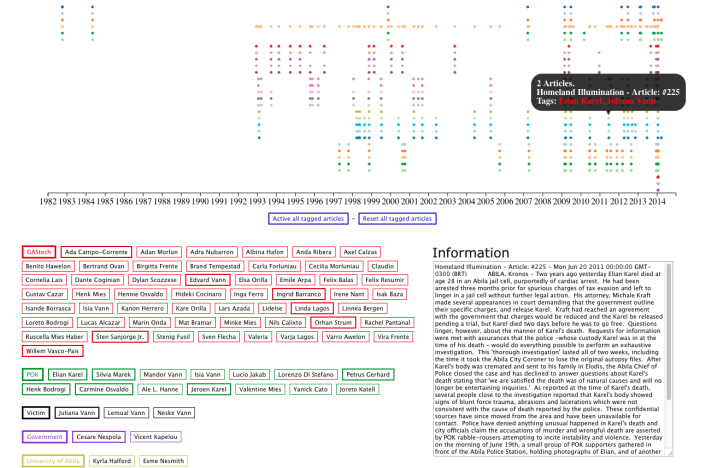 2 Articles.
Homeland Illumination - Article: #225
Tags: Elian Karel, Juliana Vann
1982 1983 1984 1985 1986 1987 1988 1989 1990 1991 1992 1993 1994 1995 1996 1997 1998 1999 2000 2001 2002 2003 2004 2005 2006 2007 2008 2009 2010 2011 2012 2013 2014
Active all tagged articles - Reset all tagged articles
GAStech Ada Campo-Corrente Adan Morlun Adra Nubarron Albina Hafon Anda Ribera Axel Calzas
Benito Hawelon Bertrand Ovan Birgitta Frente Brand Tempestad Carla Forluniau Cecilia Morluniau Claudio
Cornelia Lais Dante Coginian Dylan Scozzese Edvard Vann Elsa Orilla Emile Arpa Felix Balas Felix Resumir
Gustav Cazar Henk Mies Hennie Osvaldo Hideki Cocinaro Inga Ferro Ingrid Barranco Irene Nant Isak Baza
Isande Borrasca Isia Vann Kanon Herrero Kare Orilla Lars Azada Lidelse Linda Lagos Linnea Bergen
Loreto Bodrogi Lucas Alcazar Marin Onda Mat Bramar Minke Mies Nils Calixto Orhan Strum Rachel Pantanal
Ruscella Mies Haber Sten Sanjorge Jr. Stenig Fusil Sven Flecha Valeria Varja Lagos Varro Awelon Vira Frente
Willem Vasco-Pais
POK Elian Karel Silvia Marek Mandor Vann Isia Vann Lucio Jakab Lorenzo Di Stefano Petrus Gerhard
Henk Bodrogi Carmine Osvaldo Ale L. Hanne Jeroen Karel Valentine Mies Yanick Cato Joreto Katell
Victim Juliana Vann Lemual Vann Neske Vann
Government Cesare Nespola Vicent Kapelou
University of Abila Kyrla Halford Esme Nesmith
Information
Homeland Illumination - Article: #225 - Mon Jun 20 2011 00:00:00 GMT-
0300 (BRT) ABILA, Kronos - Two years ago yesterday Elian Karel died at
age 28 in an Abila city jail, purportedly of cardiac arrest. He had been
arrested three months prior for spurious charges of tax evasion and left to
linger in a jail cell without further legal action. His attorney, Michale Kraft
made several appearances in court demanding that the government outline
their specific charges, and release Karel. Kraft had reached an agreement
with the government that charges would be reduced and the Karel be released
pending a trial, but Karel died two days before he was to go free. Questions
linger, however, about the manner of Karel's death. Requests for information
were met with assurances that the police -whose custody Karel was in at the
time of his death - would do everything possible to perform an exhaustive
investigation. This 'thorough investigation' lasted all of two weeks, including
the time it took the Abila City Coroner to lose the original autopsy files. After
Karel's body was cremated and sent to his family in Elodis, the Abila Chief of
Police closed the case and has declined to answer questions about Karel's
death stating that 'we are satisfied the death was of natural causes and will no
longer be entertaining inquiries.' As reported at the time of Karel's death,
several people close to the investigation reported that Karel's body showed
signs of blunt force trauma, abrasions and lacerations which were not
consistent with the cause of death reported by the police. These confidential
sources have since moved from the area and have been unavailable for
contact. Police have denied anything unusual happened in Karel's death and
city officials claim the accusations of murder and wrongful death are asserted
by POK rabble-rousers attempting to incite instability and violence. Yesterday
on the morning of June 19th, a small group of POK supporters gathered in
front of the Abila Police Station, holding photographs of Elian, and of another